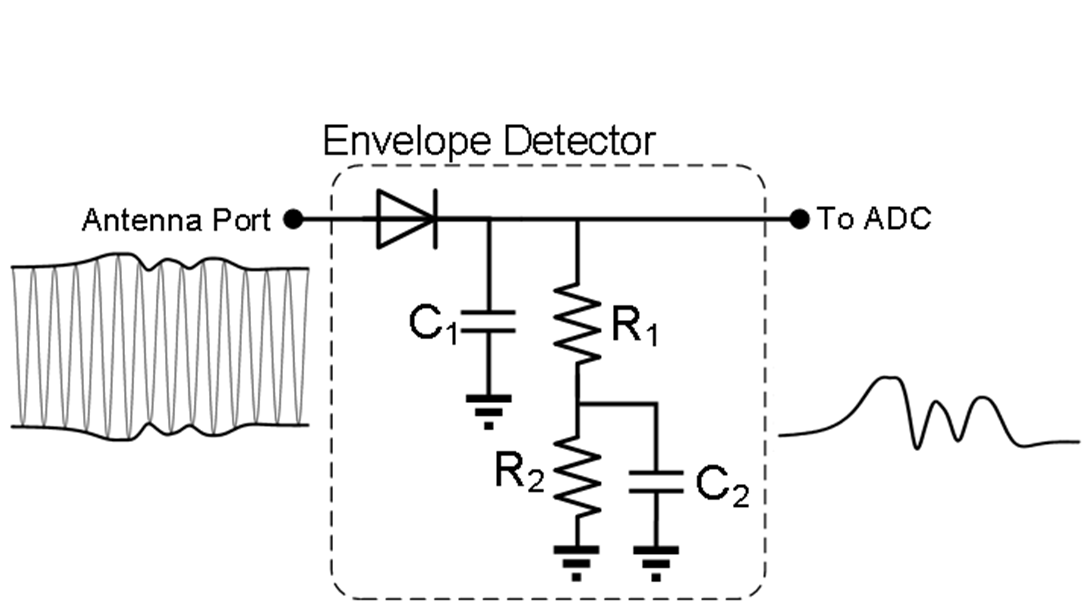 Envelope Detector
Antenna Port
To ADC
C1
R1
R2
C2